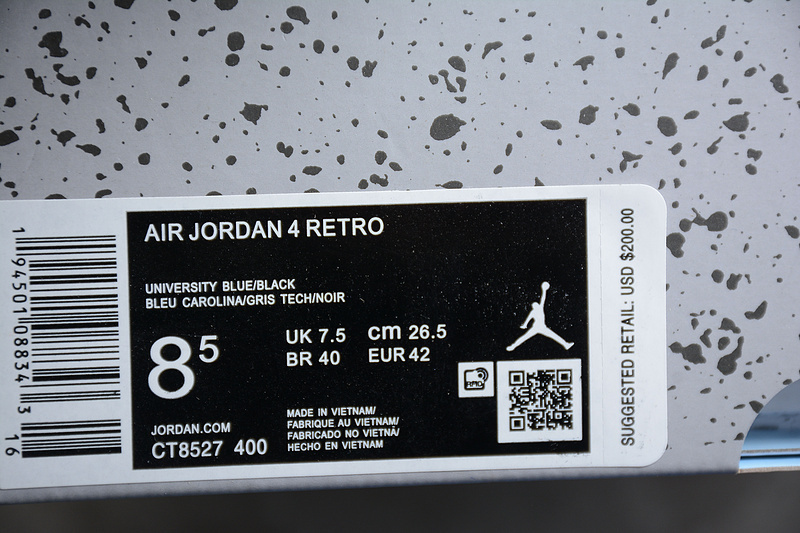 AIR JORDAN 4 RETRO
UNIVERSITY BLUE/BLACK
BLEU CAROLINA/GRIS TECH/NOIR
8 5
UK 7.5 cm 26.5
BR 40 EUR 42
JORDAN.COM
CT8527 400
MADE IN VIETNAM/
FABRIQUE AU VIETNAM/
FABRICADO NO VIETNÃ/
HECHO EN VIETNAM
1 94501 08834 3
16
SUGGESTED RETAIL: USD $200.00